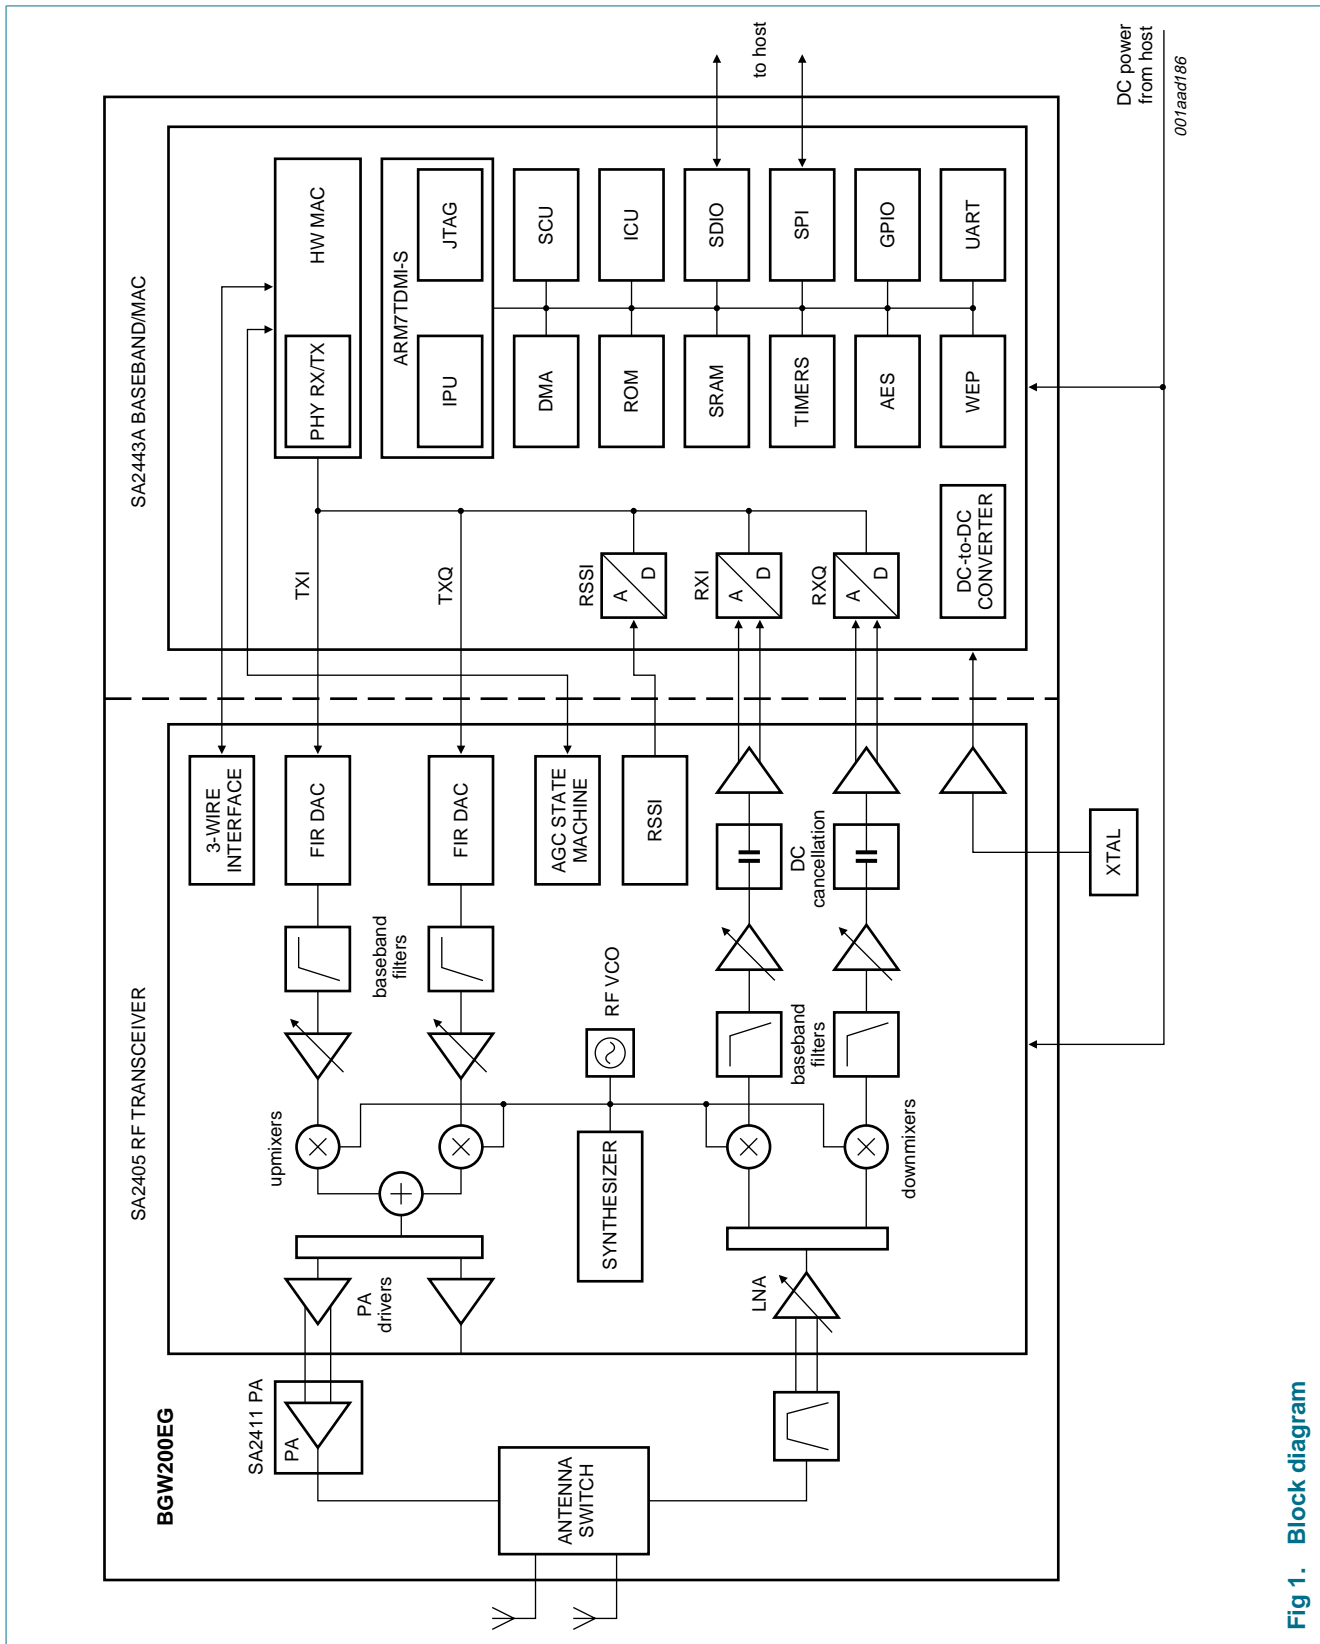 BGW200EG
SA2411 PA
PA
ANTENNA
SWITCH
SA2405 RF TRANSCEIVER
PA
drivers
upmixers
baseband
filters
FIR DAC
FIR DAC
3-WIRE
INTERFACE
AGC STATE
MACHINE
RSSI
RF VCO
SYNTHESIZER
LNA
downmixers
baseband
filters
DC
cancellation
XTAL
SA2443A BASEBAND/MAC
TXI
TXQ
RSSI
A
D
RXI
A
D
RXQ
A
D
PHY RX/TX
HW MAC
ARM7TDMI-S
IPU
JTAG
DMA
SCU
ROM
ICU
SRAM
SDIO
TIMERS
SPI
AES
GPIO
WEP
UART
DC-to-DC
CONVERTER
to host
DC power
from host
001aad186
Fig 1. Block diagram